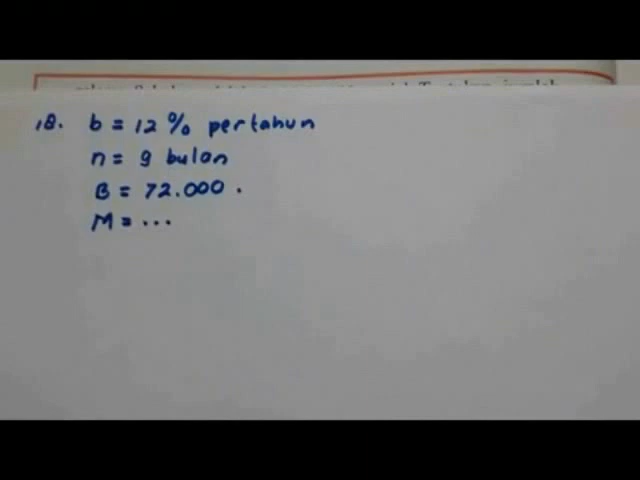 18. b = 12 % pertahun
n = 9 bulan
B = 72.000.
M = ...